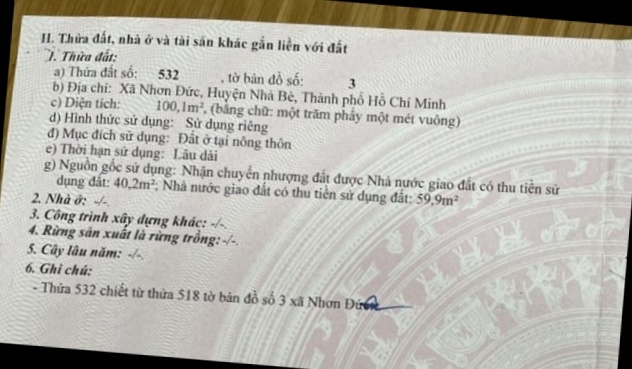 II. Thửa đất, nhà ở và tài sản khác gắn liền với đất
1. Thửa đất:
a) Thửa đất số: 532 , tờ bản đồ số: 3
b) Địa chỉ: Xã Nhơn Đức, Huyện Nhà Bè, Thành phố Hồ Chí Minh
c) Diện tích: 100,1m², (bằng chữ: một trăm phẩy một mét vuông)
d) Hình thức sử dụng: Sử dụng riêng
đ) Mục đích sử dụng: Đất ở tại nông thôn
e) Thời hạn sử dụng: Lâu dài
g) Nguồn gốc sử dụng: Nhận chuyển nhượng đất được Nhà nước giao đất có thu tiền sử
dụng đất: 40,2m²; Nhà nước giao đất có thu tiền sử dụng đất: 59,9m²
2. Nhà ở: -/-.
3. Công trình xây dựng khác: -/-.
4. Rừng sản xuất là rừng trồng: -/-.
5. Cây lâu năm: -/-.
6. Ghi chú:
- Thửa 532 chiết từ thửa 518 tờ bản đồ số 3 xã Nhơn Đức